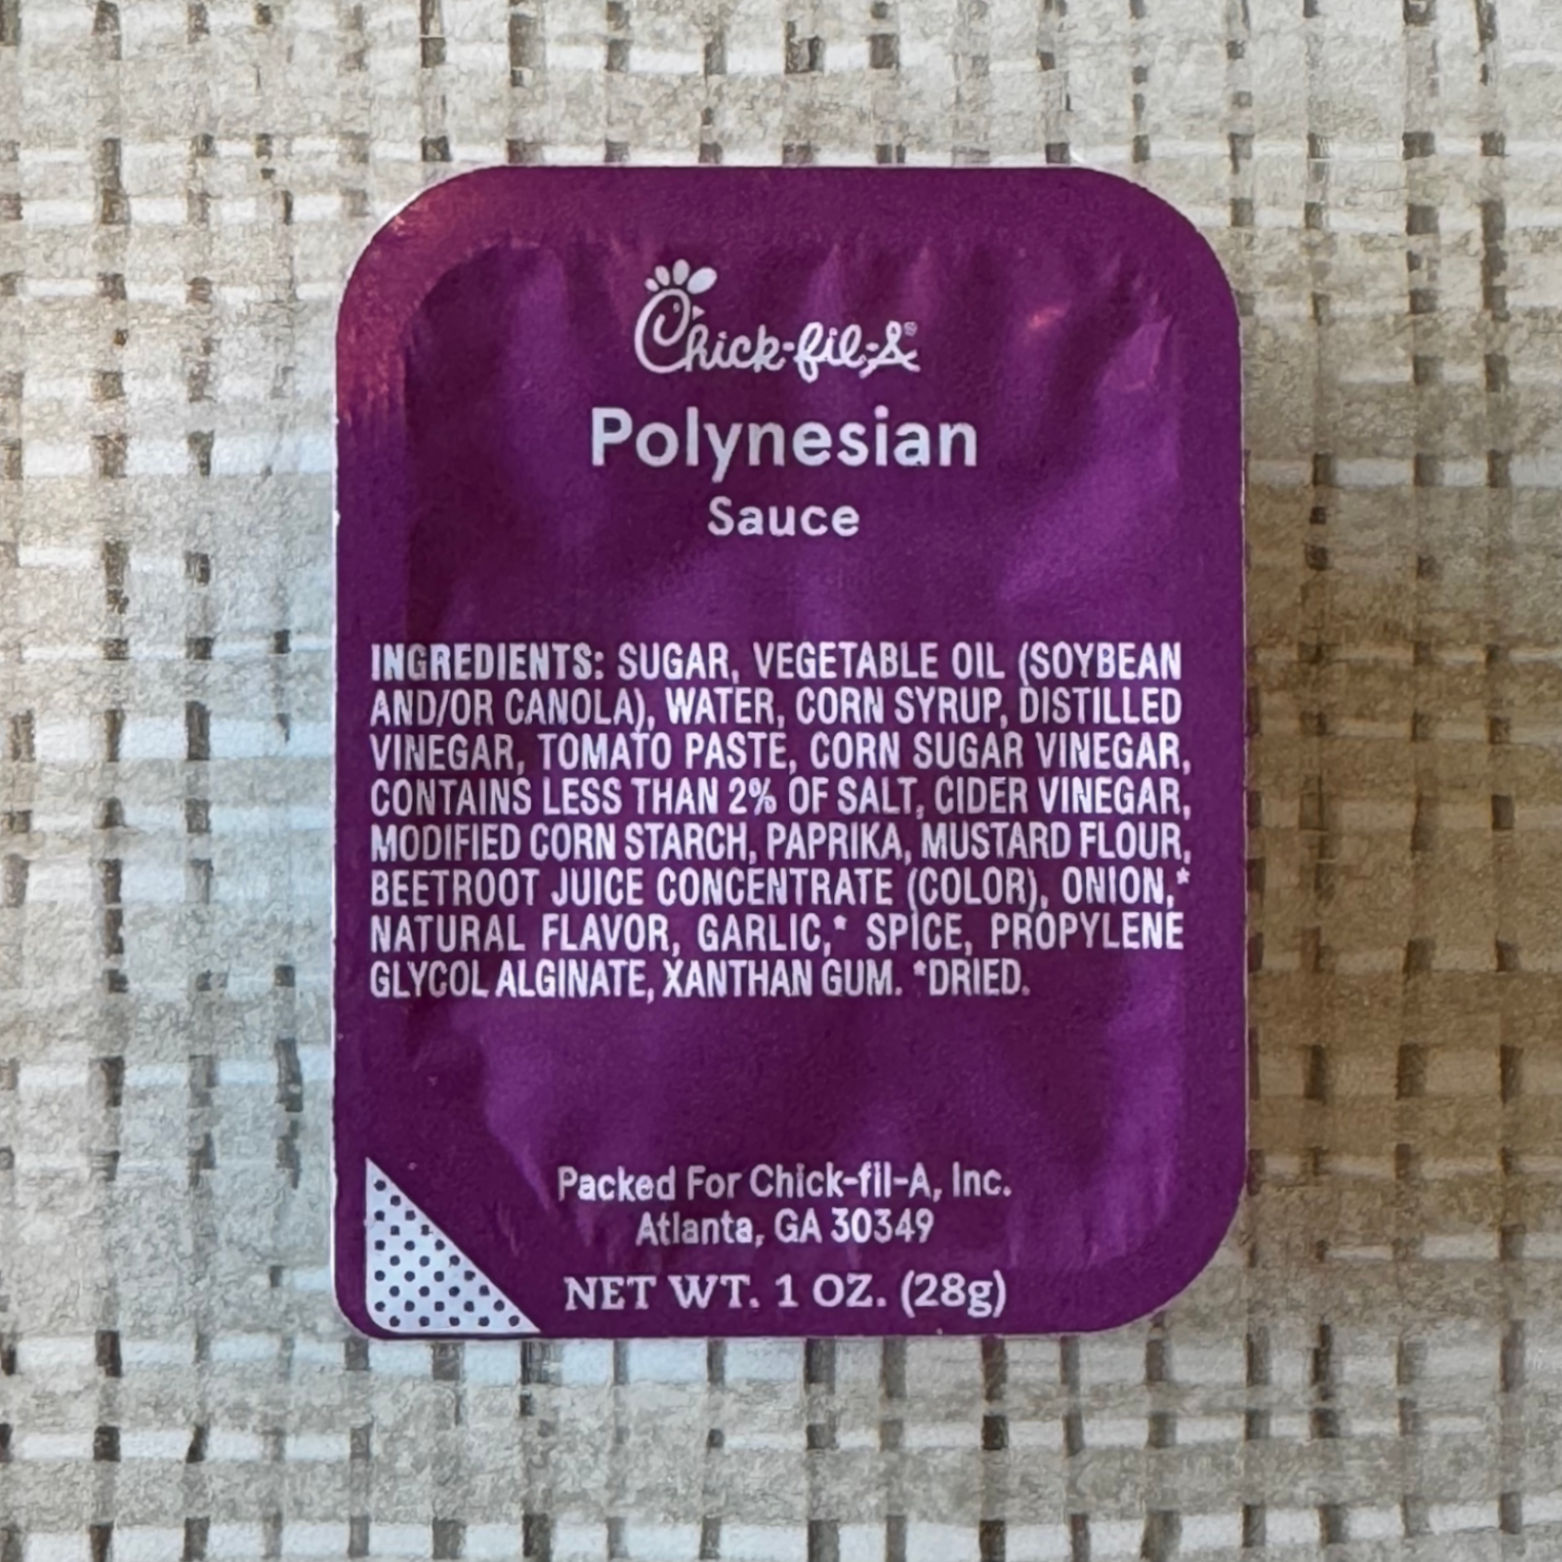 Chick-fil-A®
Polynesian
Sauce
INGREDIENTS: SUGAR, VEGETABLE OIL (SOYBEAN
AND/OR CANOLA), WATER, CORN SYRUP, DISTILLED
VINEGAR, TOMATO PASTE, CORN SUGAR VINEGAR,
CONTAINS LESS THAN 2% OF SALT, CIDER VINEGAR,
MODIFIED CORN STARCH, PAPRIKA, MUSTARD FLOUR,
BEETROOT JUICE CONCENTRATE (COLOR), ONION,*
NATURAL FLAVOR, GARLIC,* SPICE, PROPYLENE
GLYCOL ALGINATE, XANTHAN GUM. *DRIED.
Packed For Chick-fil-A, Inc.
Atlanta, GA 30349
NET WT. 1 OZ. (28g)